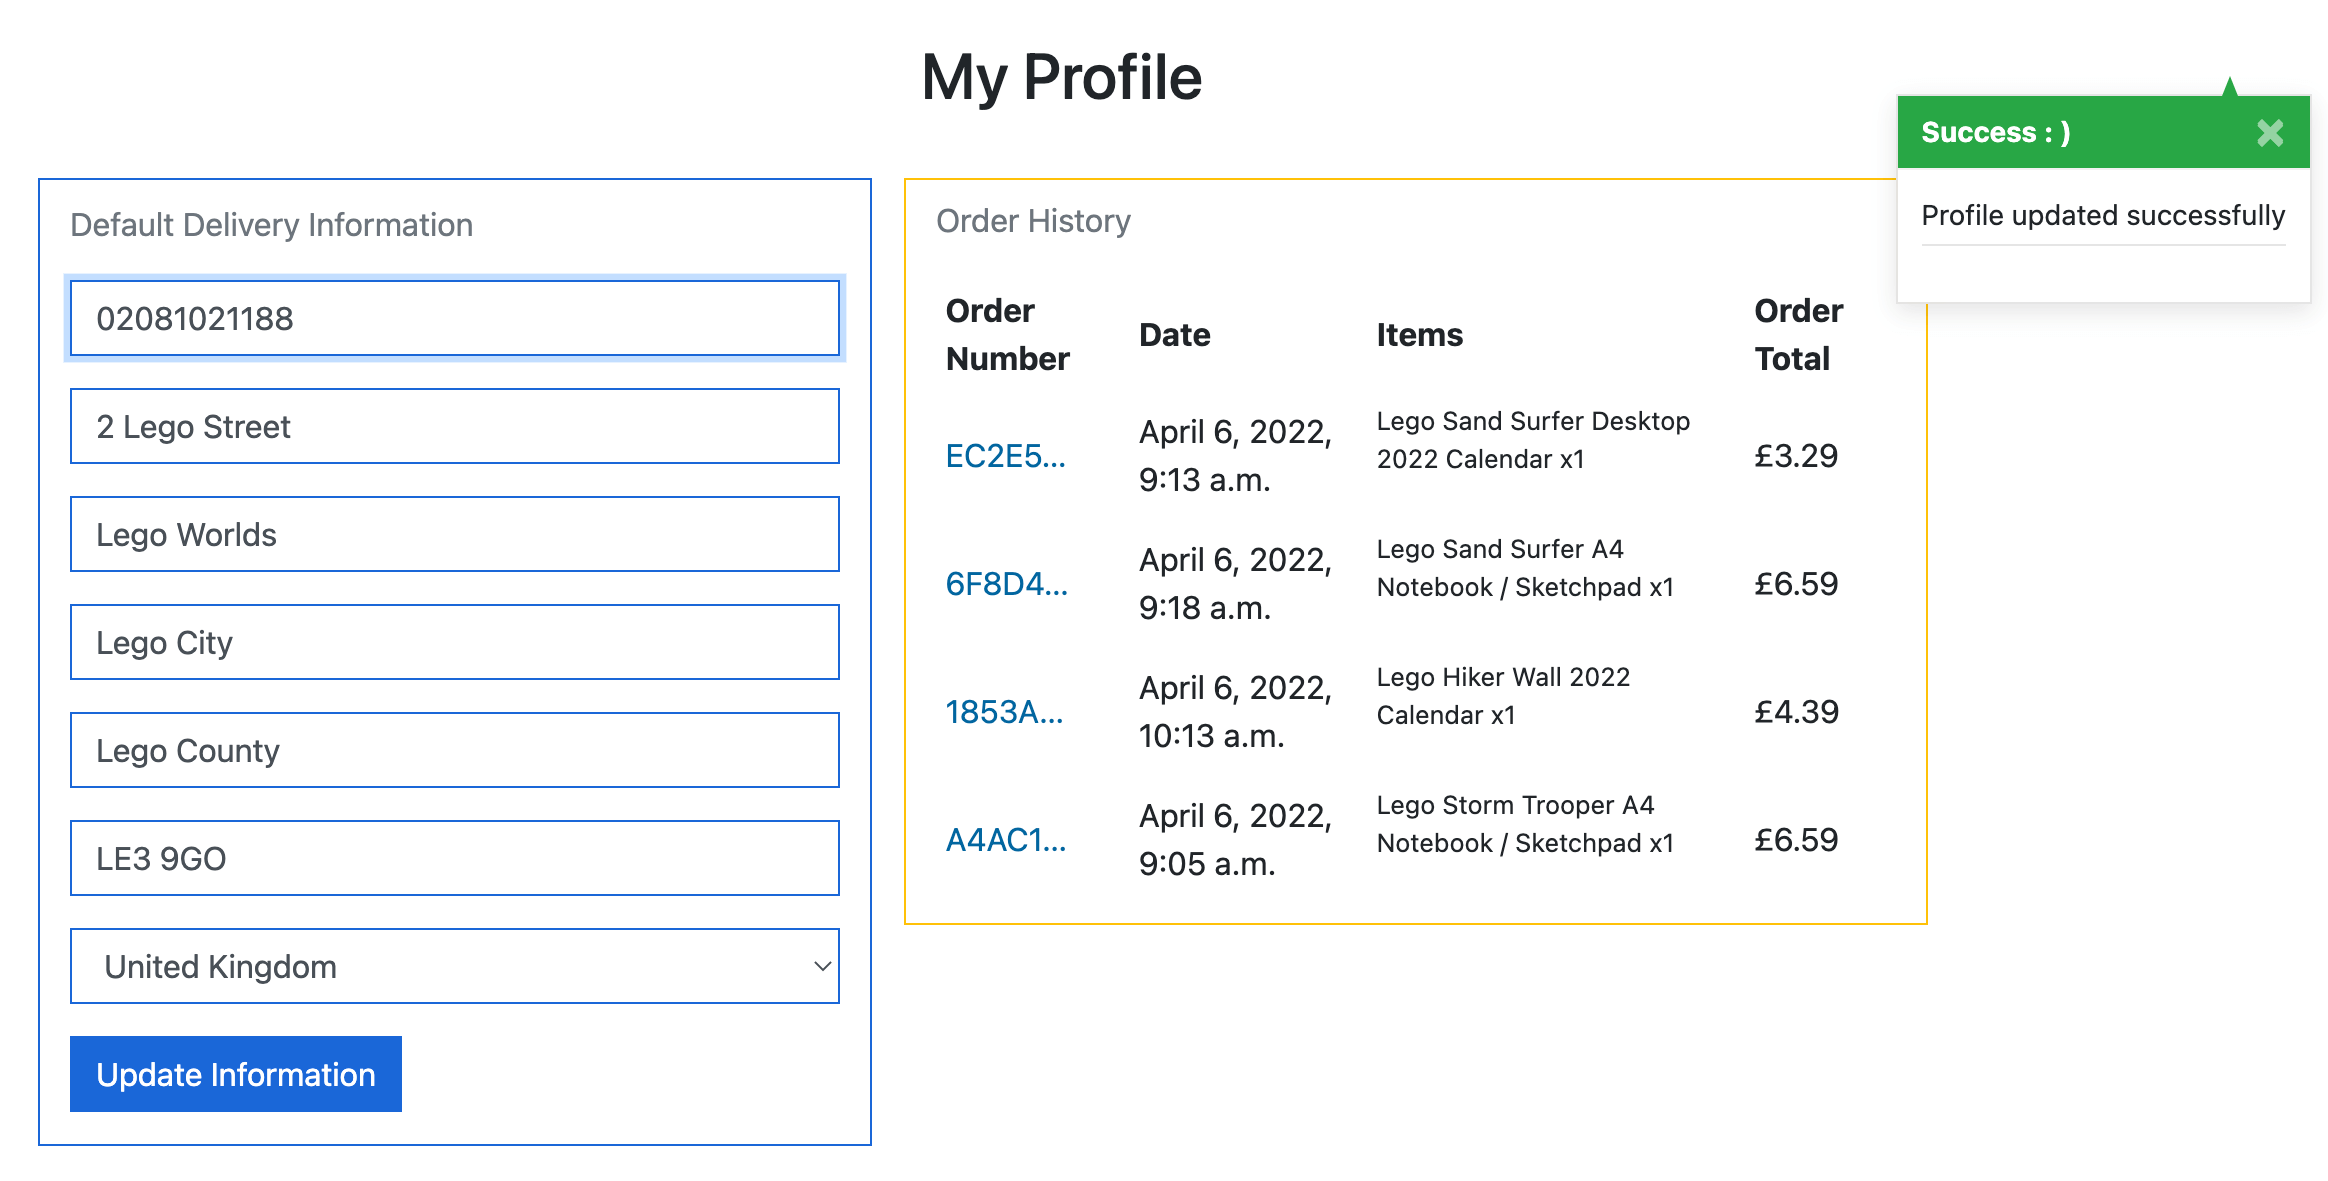 My Profile
Success : )
Profile updated successfully
Default Delivery Information
02081021188
2 Lego Street
Lego Worlds
Lego City
Lego County
LE3 9GO
United Kingdom
Update Information
Order History
Order Number Date Items Order Total
EC2E5... April 6, 2022, 9:13 a.m. Lego Sand Surfer Desktop 2022 Calendar x1 £3.29
6F8D4... April 6, 2022, 9:18 a.m. Lego Sand Surfer A4 Notebook / Sketchpad x1 £6.59
1853A... April 6, 2022, 10:13 a.m. Lego Hiker Wall 2022 Calendar x1 £4.39
A4AC1... April 6, 2022, 9:05 a.m. Lego Storm Trooper A4 Notebook / Sketchpad x1 £6.59